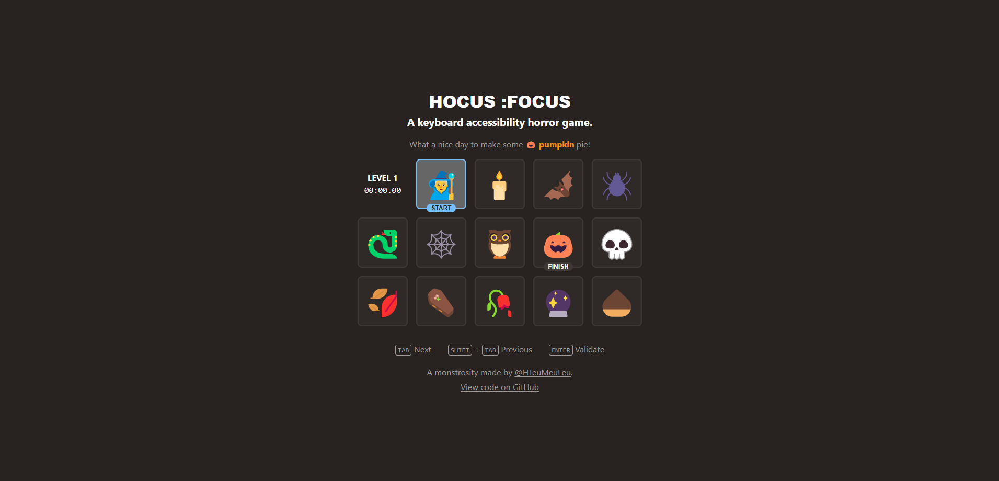 HOCUS :FOCUS
A keyboard accessibility horror game.
What a nice day to make some pumpkin pie!
LEVEL 1
00:00.00
START
FINISH
TAB Next SHIFT + TAB Previous ENTER Validate
A monstrosity made by @HTeuMeuLeu.
View code on GitHub